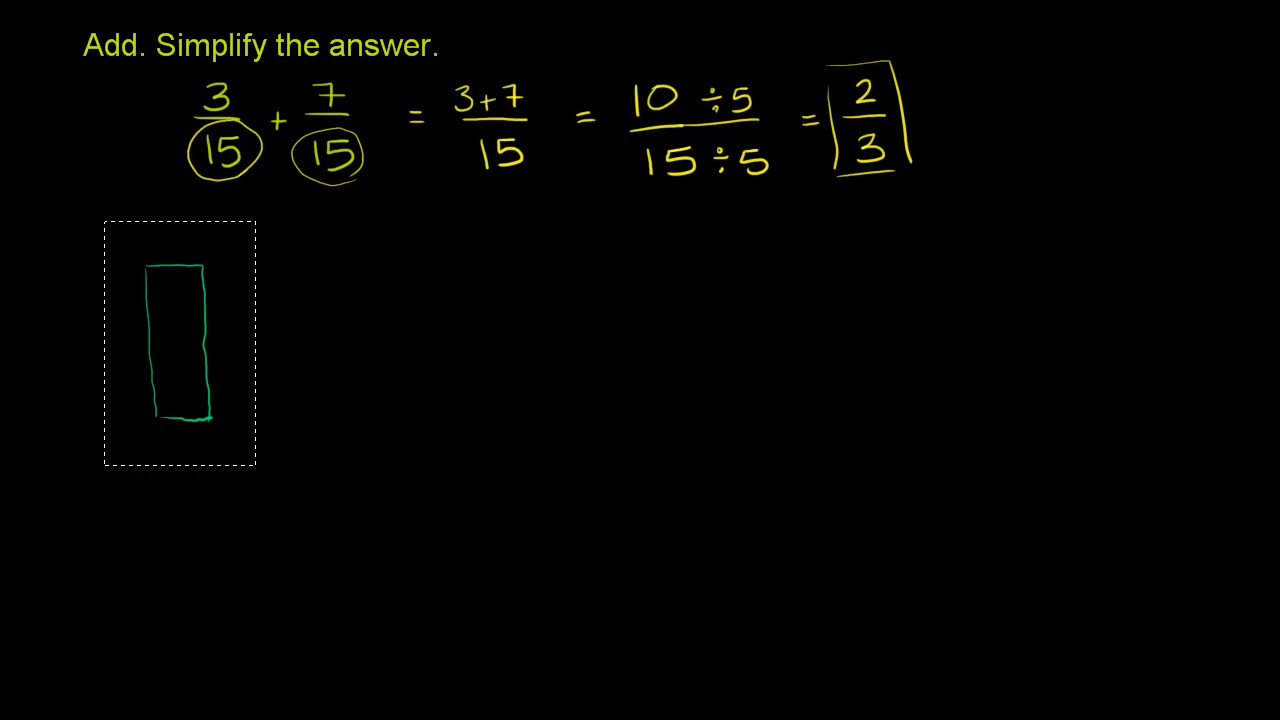 Add. Simplify the answer.
3/15 + 7/15 = 3+7/15 = 10 ÷5/15 ÷5 = 2/3